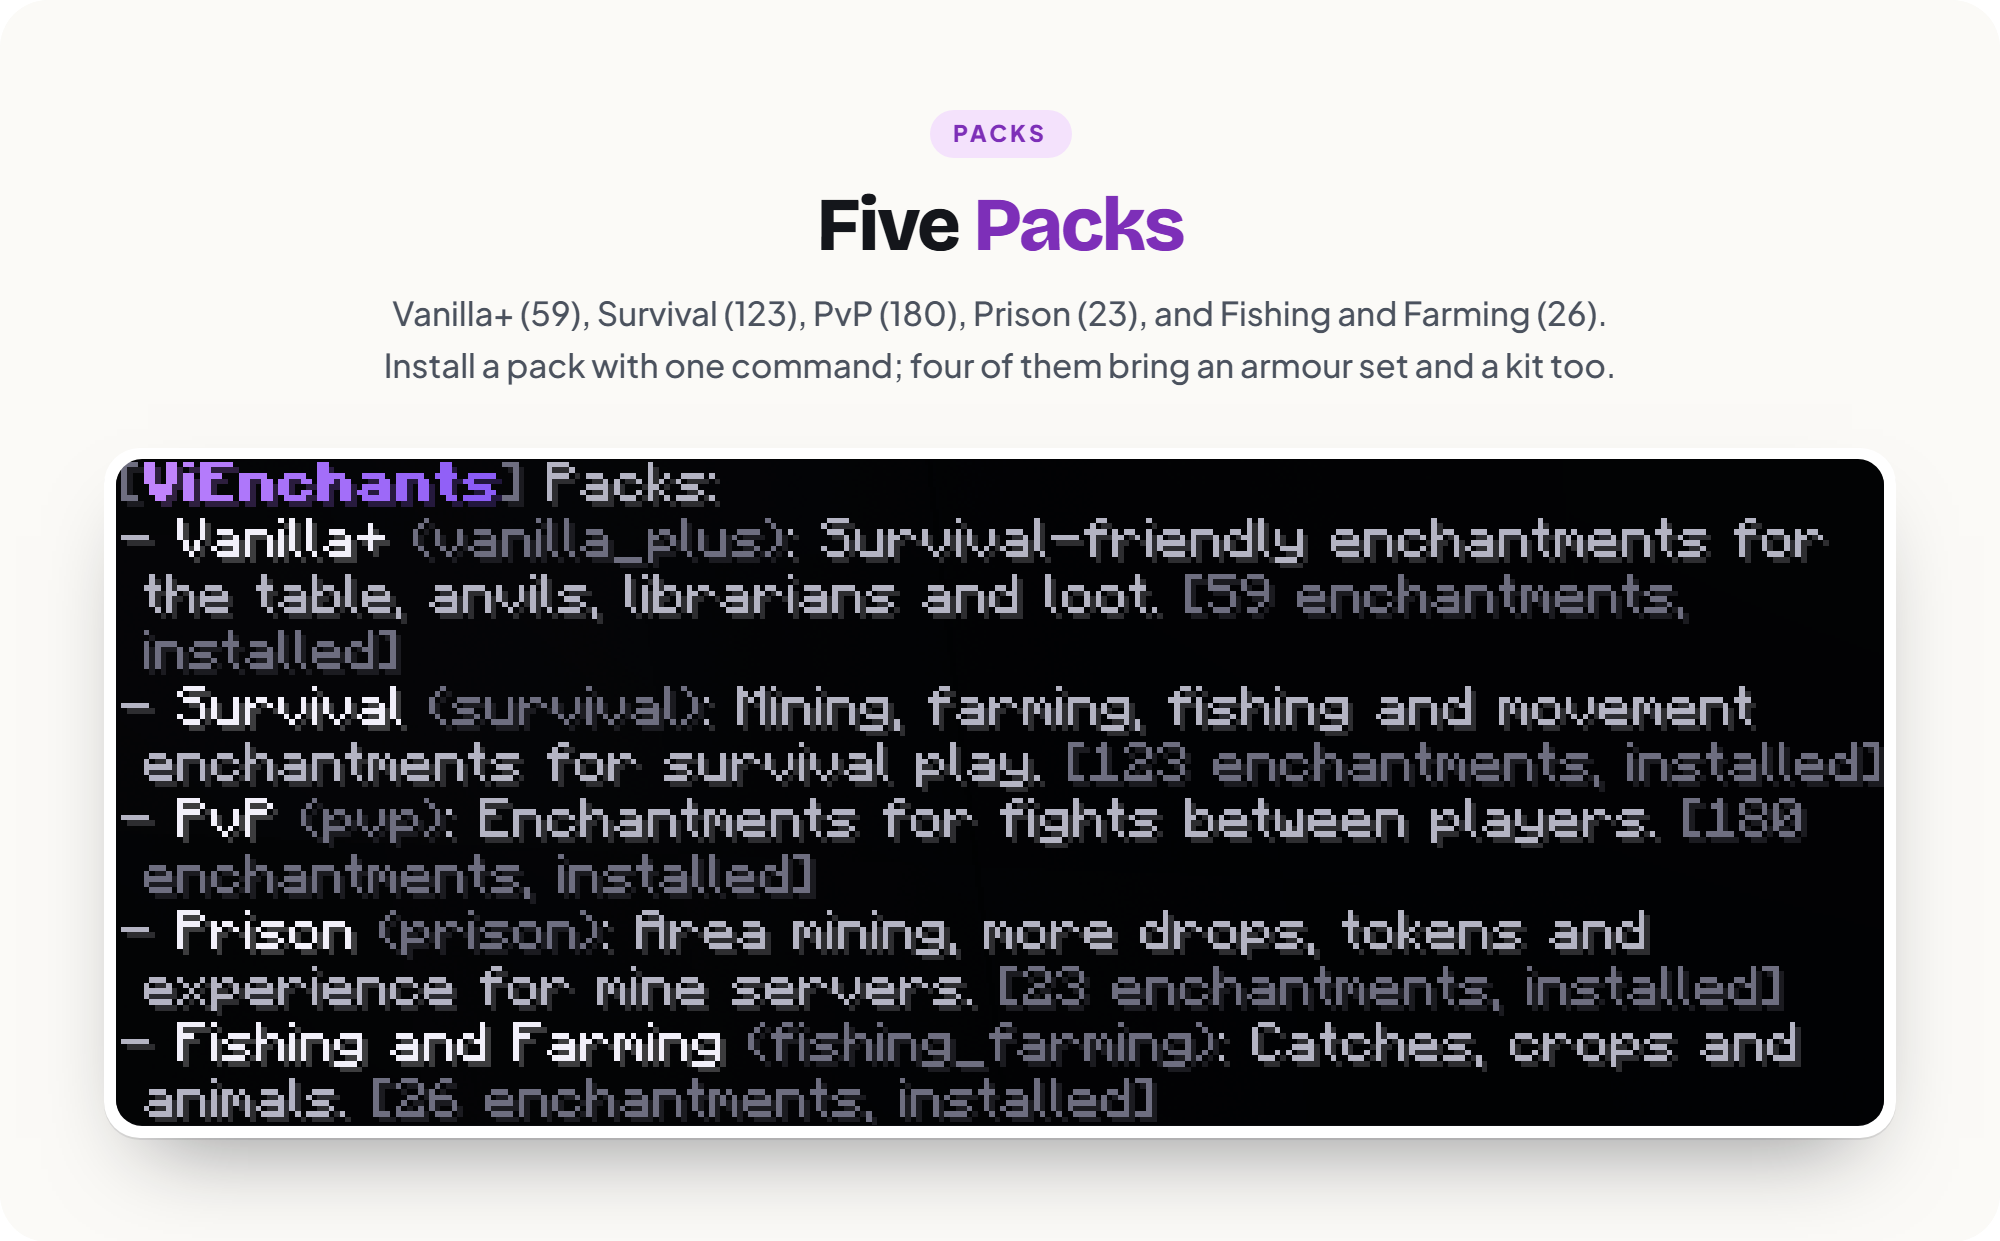 PACKS
Five Packs
Vanilla+ (59), Survival (123), PvP (180), Prison (23), and Fishing and Farming (26).
Install a pack with one command; four of them bring an armour set and a kit too.
[ViEnchants] Packs:
- Vanilla+ (vanilla_plus): Survival-friendly enchantments for
the table, anvils, librarians and loot. [59 enchantments,
installed]
- Survival (survival): Mining, farming, fishing and movement
enchantments for survival play. [123 enchantments, installed]
- PvP (pvp): Enchantments for fights between players. [180
enchantments, installed]
- Prison (prison): Area mining, more drops, tokens and
experience for mine servers. [23 enchantments, installed]
- Fishing and Farming (fishing_farming): Catches, crops and
animals. [26 enchantments, installed]